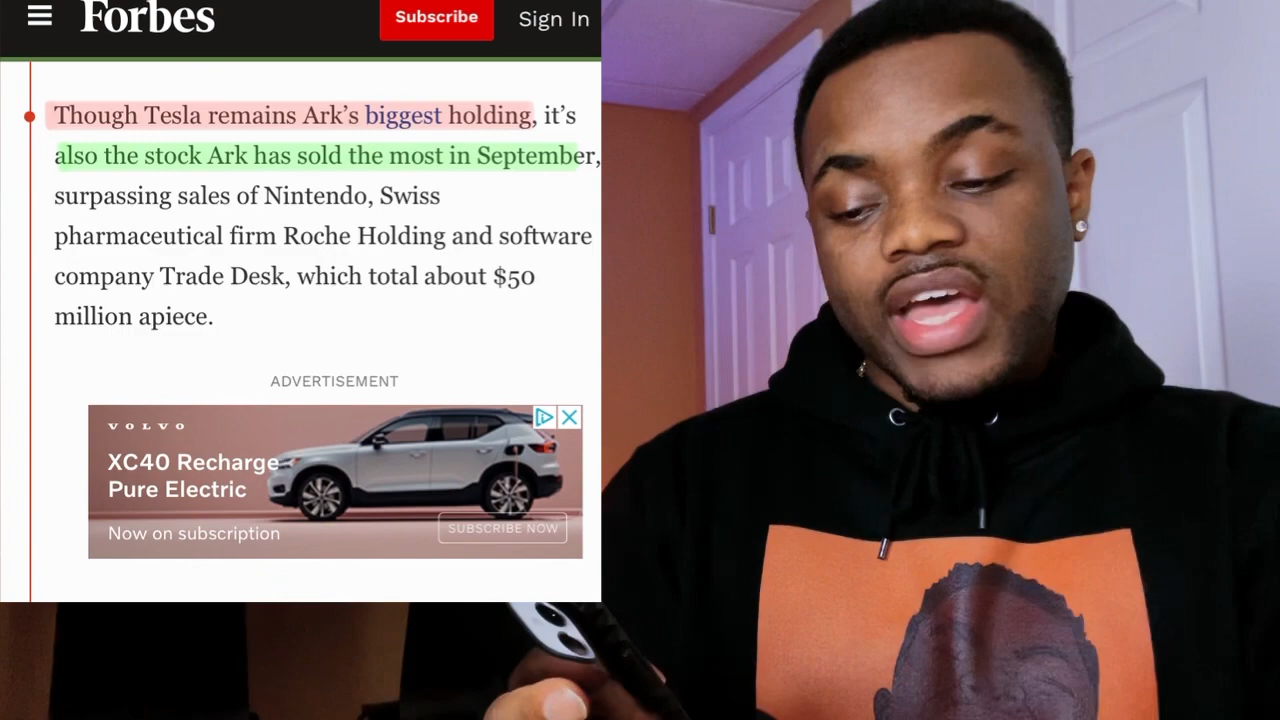 Forbes
Subscribe
Sign In
Though Tesla remains Ark’s biggest holding, it’s
also the stock Ark has sold the most in September,
surpassing sales of Nintendo, Swiss
pharmaceutical firm Roche Holding and software
company Trade Desk, which total about $50
million apiece.
ADVERTISEMENT
VOLVO
XC40 Recharge
Pure Electric
Now on subscription
SUBSCRIBE NOW